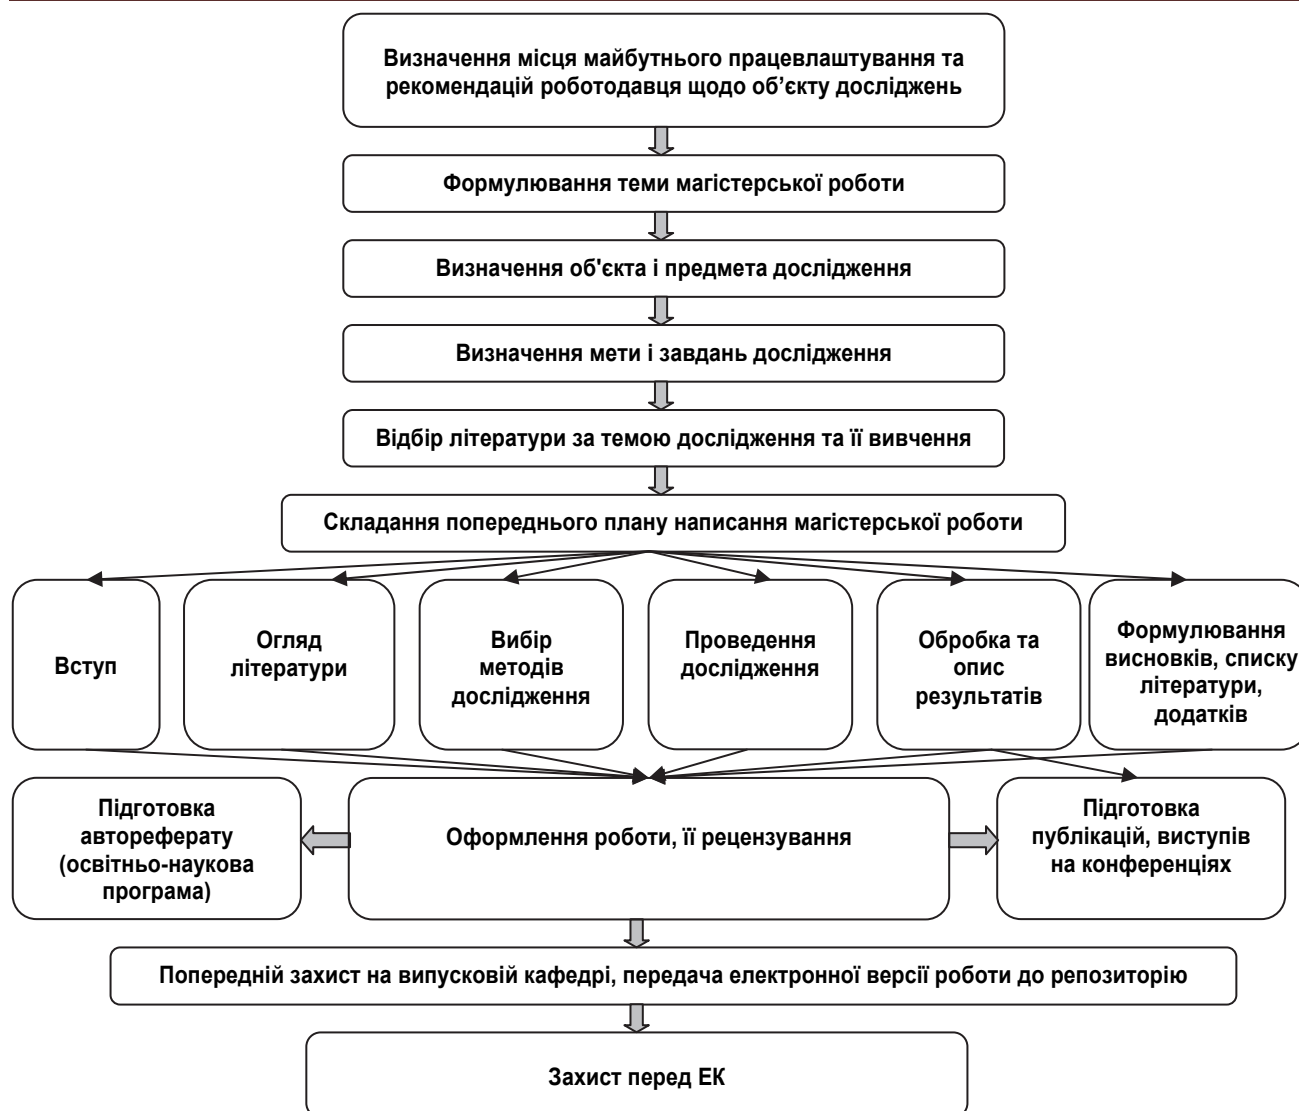 Визначення місця майбутнього працевлаштування та
рекомендацій роботодавця щодо об’єкту досліджень
Формулювання теми магістерської роботи
Визначення об'єкта і предмета дослідження
Визначення мети і завдань дослідження
Відбір літератури за темою дослідження та її вивчення
Складання попереднього плану написання магістерської роботи
Вступ
Огляд
літератури
Вибір
методів
дослідження
Проведення
дослідження
Обробка та
опис
результатів
Формулювання
висновків, списку
літератури,
додатків
Підготовка
автореферату
(освітньо-наукова
програма)
Оформлення роботи, її рецензування
Підготовка
публікацій, виступів
на конференціях
Попередній захист на випусковій кафедрі, передача електронної версії роботи до репозиторію
Захист перед ЕК